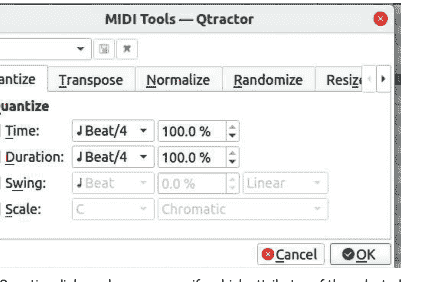 MIDI Tools — Qtractor
antize Transpose Normalize Randomize Resize
uantize
Time: Beat/4 100.0 %
Duration: Beat/4 100.0 %
Swing: Beat 0.0 % Linear
Scale: C Chromatic
Cancel OK